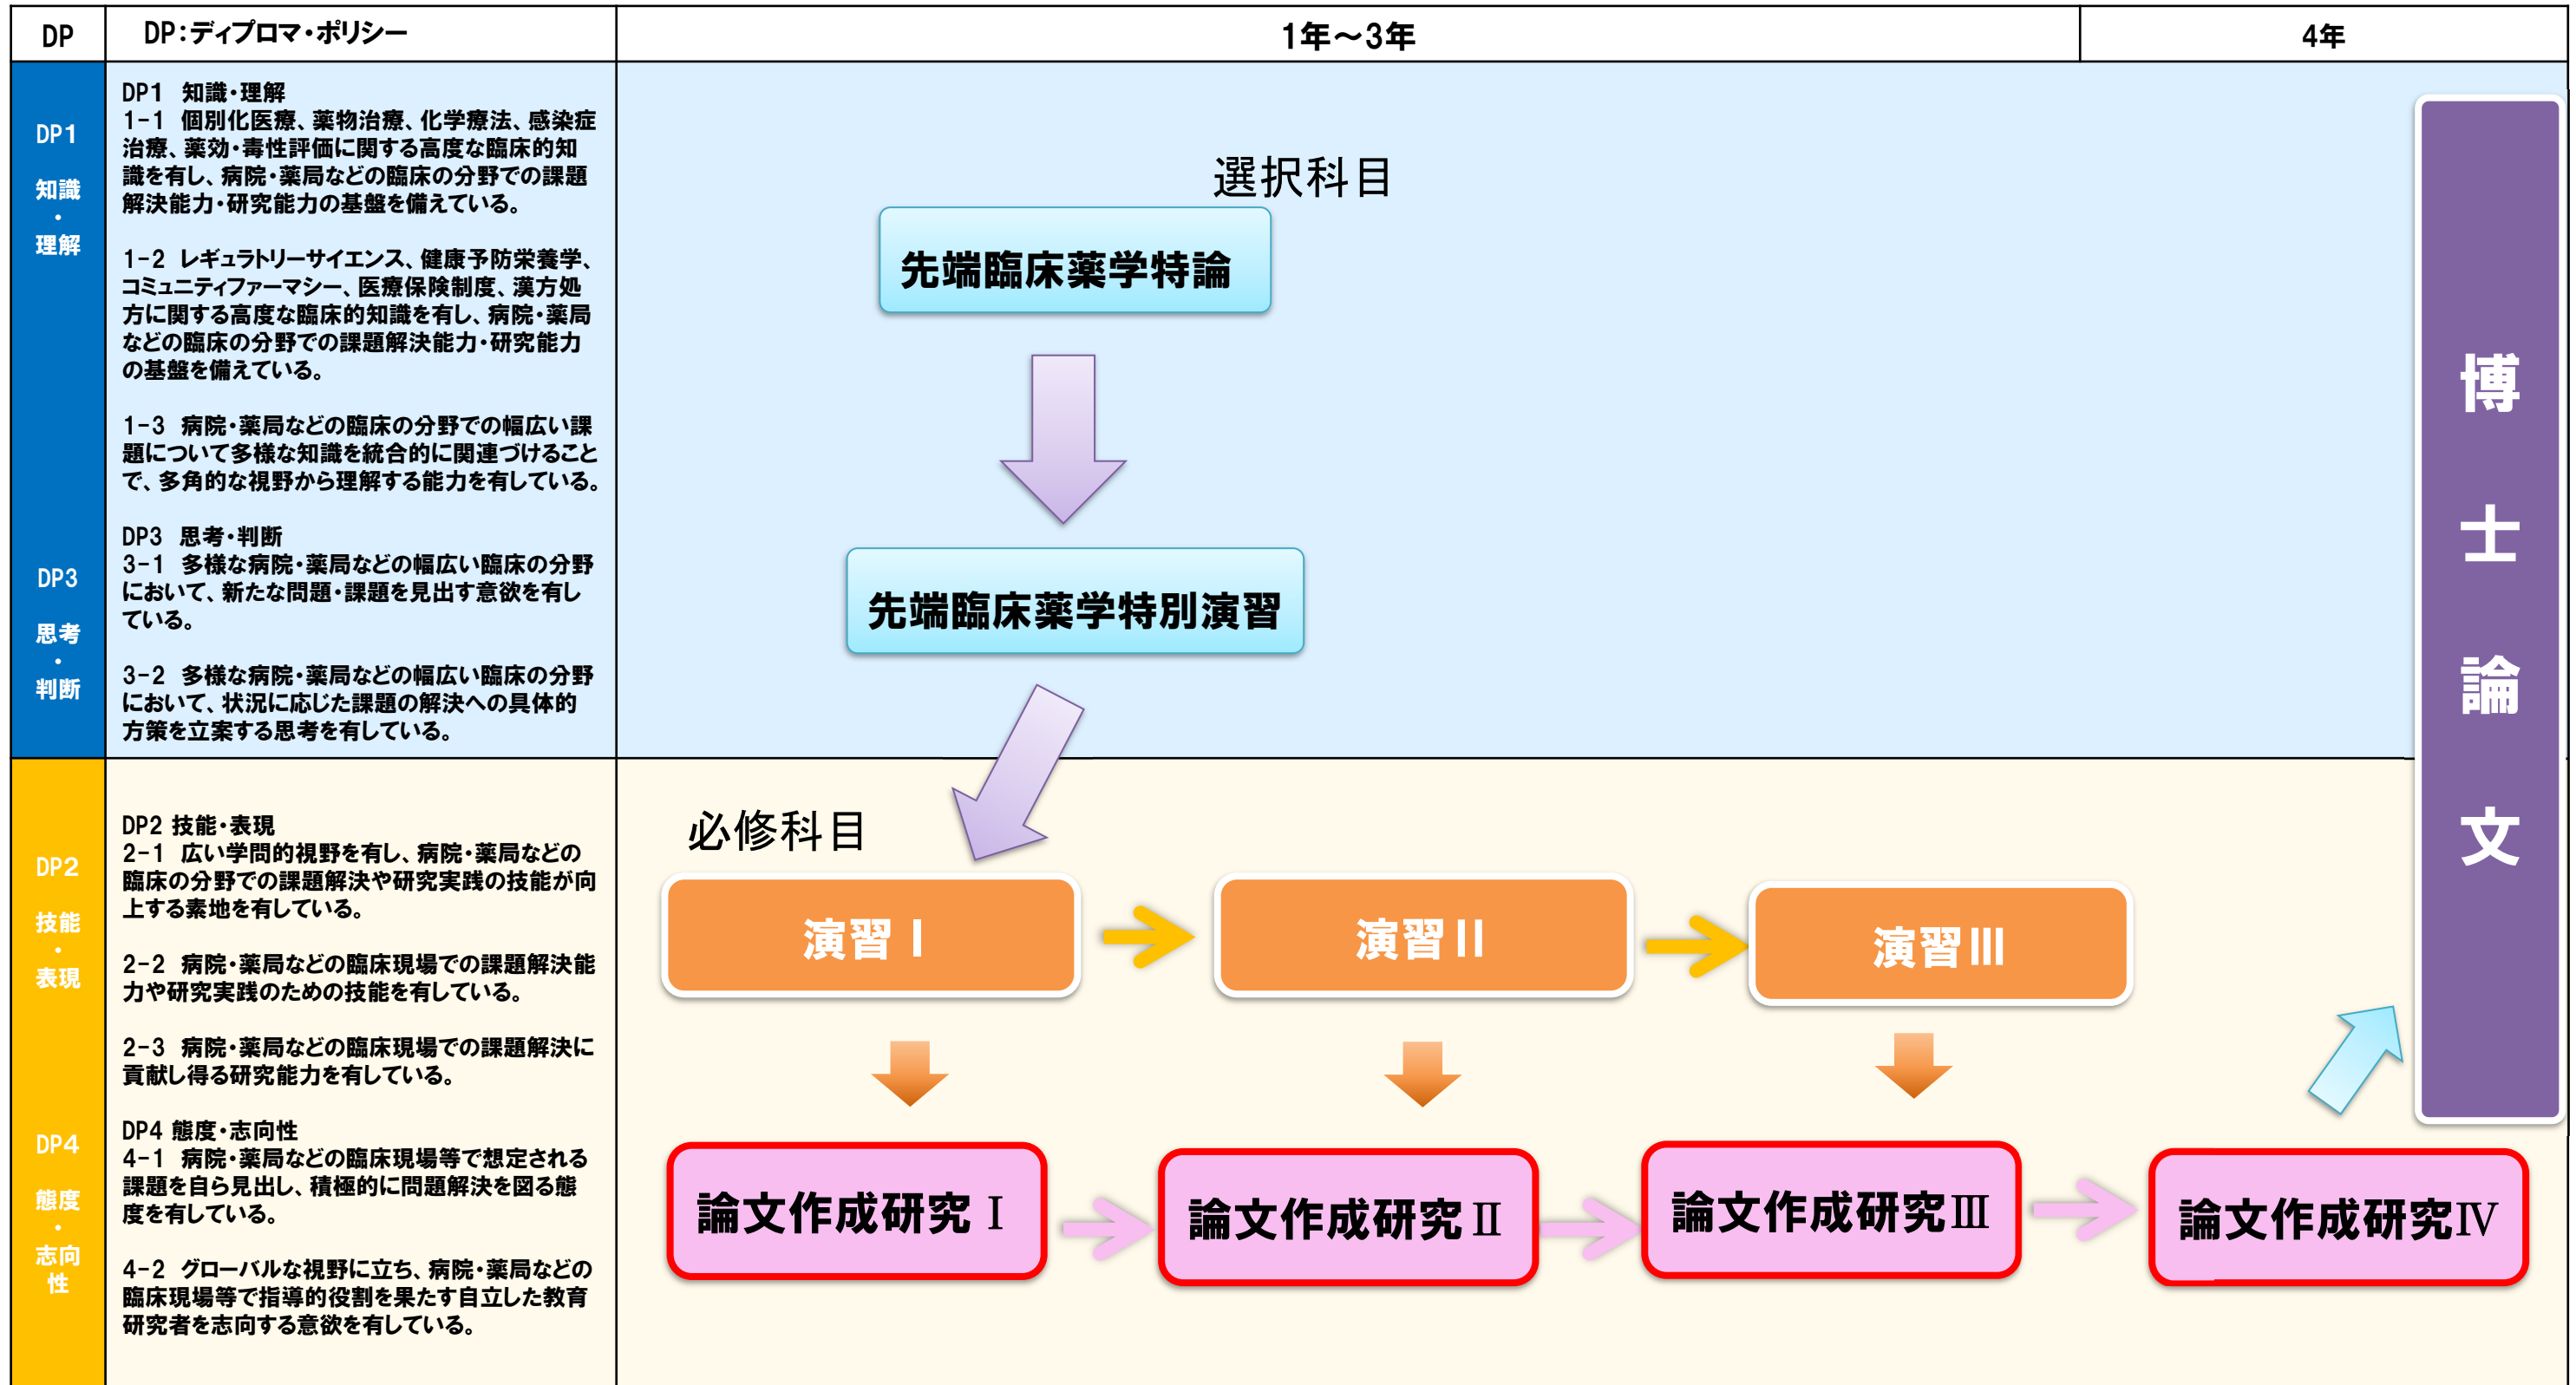 DP
DP:ディプロマ・ポリシー
1年～3年
4年
DP1
知識
・
理解
DP3
思考
・
判断
DP1　知識・理解
1-1 個別化医療、薬物治療、化学療法、感染症
治療、薬効・毒性評価に関する高度な臨床的知
識を有し、病院・薬局などの臨床の分野での課題
解決能力・研究能力の基盤を備えている。
1-2 レギュラトリーサイエンス、健康予防栄養学、
コミュニティファーマシー、医療保険制度、漢方処
方に関する高度な臨床的知識を有し、病院・薬局
などの臨床の分野での課題解決能力・研究能力
の基盤を備えている。
1-3 病院・薬局などの臨床の分野での幅広い課
題について多様な知識を統合的に関連づけること
で、多角的な視野から理解する能力を有している。
DP3　思考・判断
3-1 多様な病院・薬局などの幅広い臨床の分野
において、新たな問題・課題を見出す意欲を有し
ている。
3-2 多様な病院・薬局などの幅広い臨床の分野
において、状況に応じた課題の解決への具体的
方策を立案する思考を有している。
選択科目
先端臨床薬学特論
先端臨床薬学特別演習
博
士
論
文
DP2
技能
・
表現
DP4
態度
・
志向
性
DP2 技能・表現
2-1 広い学問的視野を有し、病院・薬局などの
臨床の分野での課題解決や研究実践の技能が向
上する素地を有している。
2-2 病院・薬局などの臨床現場での課題解決能
力や研究実践のための技能を有している。
2-3 病院・薬局などの臨床現場での課題解決に
貢献し得る研究能力を有している。
DP4 態度・志向性
4-1 病院・薬局などの臨床現場等で想定される
課題を自ら見出し、積極的に問題解決を図る態
度を有している。
4-2 グローバルな視野に立ち、病院・薬局などの
臨床現場等で指導的役割を果たす自立した教育
研究者を志向する意欲を有している。
必修科目
演習Ⅰ
演習Ⅱ
演習Ⅲ
論文作成研究Ⅰ
論文作成研究Ⅱ
論文作成研究Ⅲ
論文作成研究Ⅳ